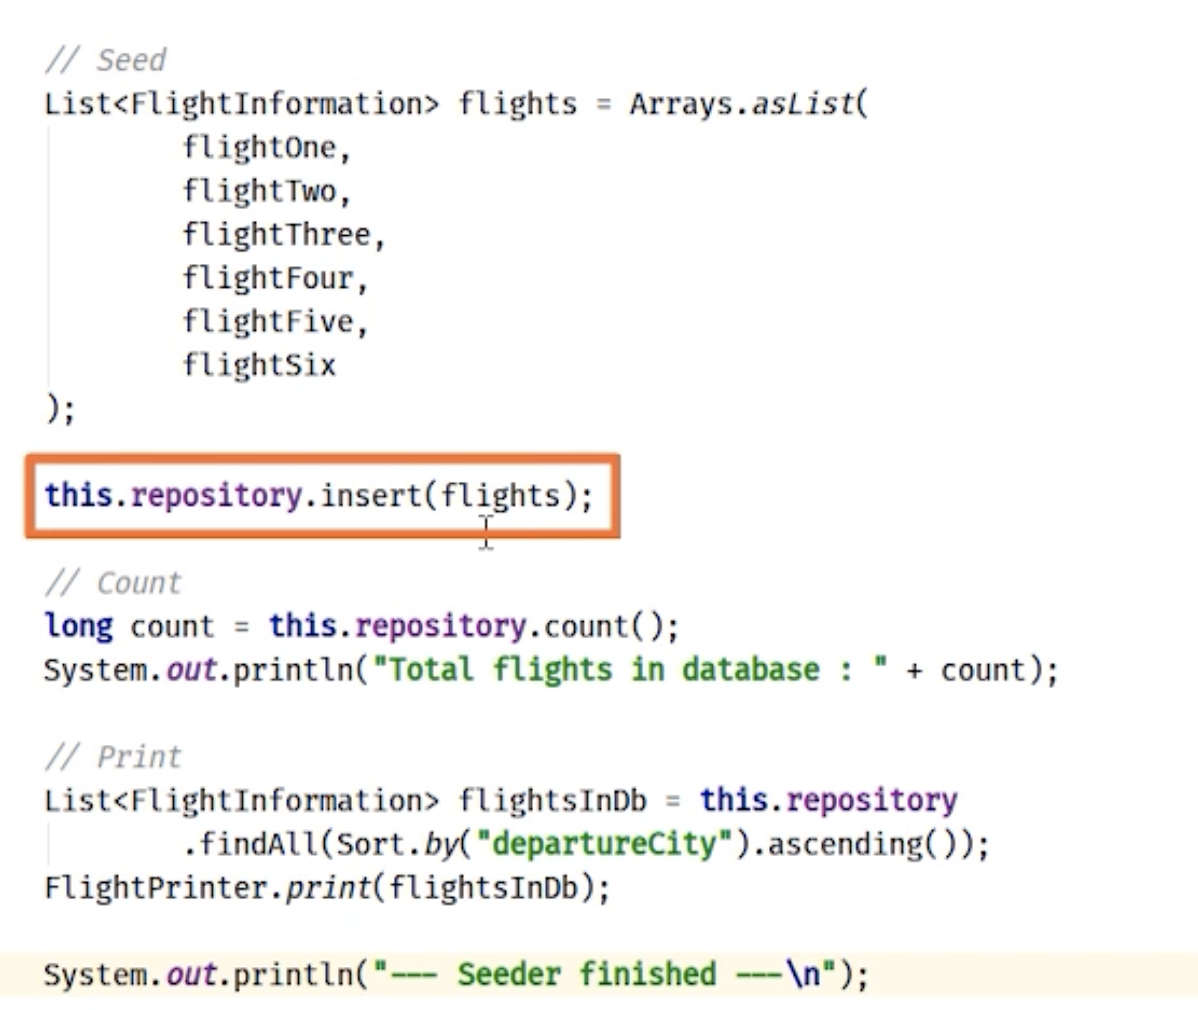 // Seed
List<FlightInformation> flights = Arrays.asList(
flightOne,
flightTwo,
flightThree,
flightFour,
flightFive,
flightSix
);
this.repository.insert(flights);
// Count
long count = this.repository.count();
System.out.println("Total flights in database : " + count);
// Print
List<FlightInformation> flightsInDb = this.repository
.findAll(Sort.by("departureCity").ascending());
FlightPrinter.print(flightsInDb);
System.out.println("--- Seeder finished ---\n");